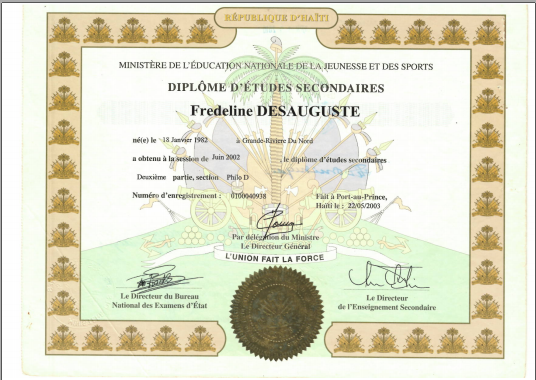 RÉPUBLIQUE D'HAÏTI
MINISTÈRE DE L'ÉDUCATION NATIONALE DE LA JEUNESSE ET DES SPORTS
DIPLÔME D'ÉTUDES SECONDAIRES
Fredeline DESAUGUSTE
né(e) le 18 Janvier 1982 à Grande-Riviere Du Nord
a obtenu à la session de Juin 2002 , le diplôme d'études secondaires
Deuxième partie, section Philo D
Numéro d'enregistrement : 0100040938
Fait à Port-au-Prince,
Haïti le : 22/05/2003
Par délégation du Ministre
Le Directeur Général
L'UNION FAIT LA FORCE
Le Directeur du Bureau
National des Examens d'État
Le Directeur
de l'Enseignement Secondaire